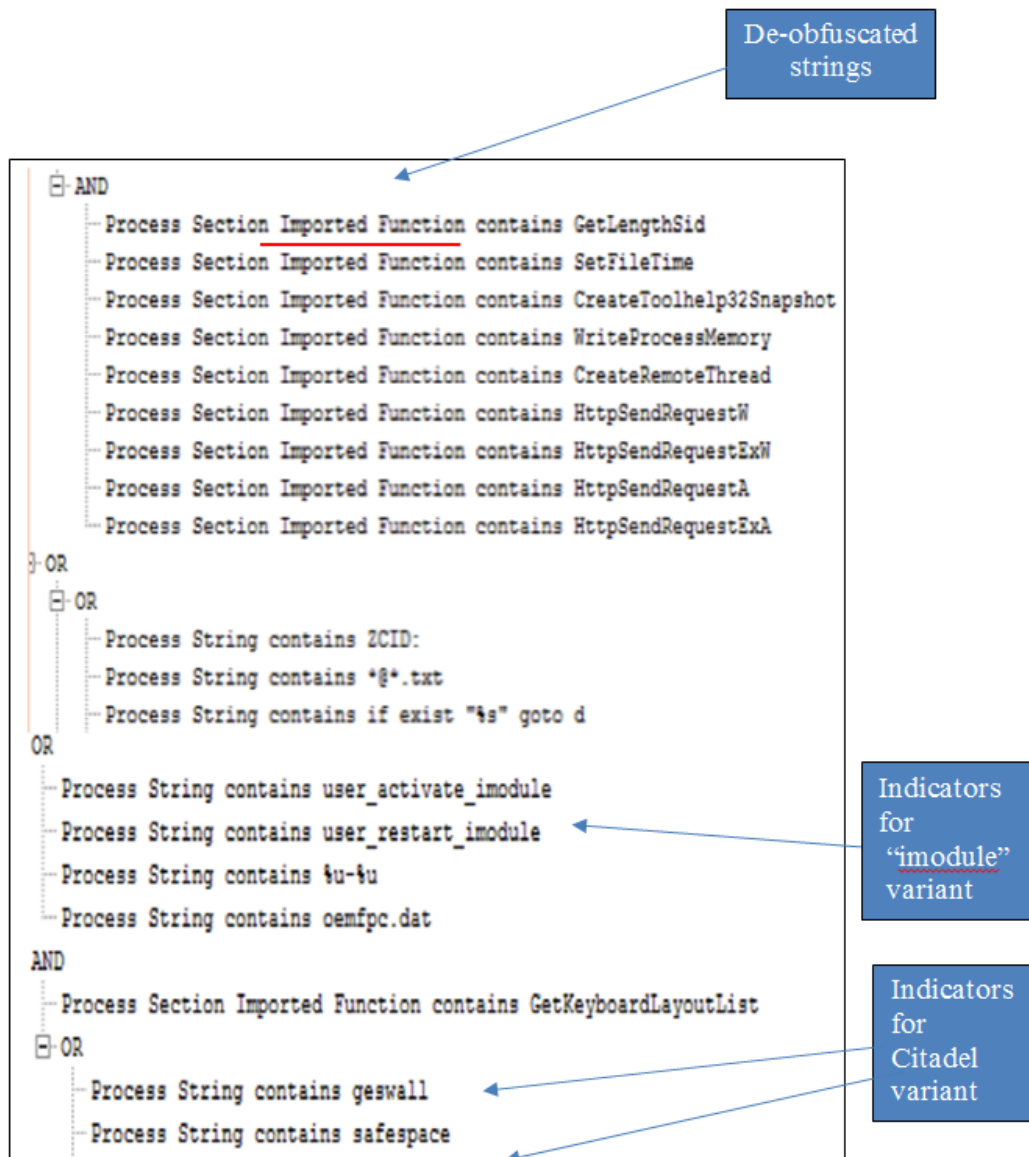 De-obfuscated
strings
AND
Process Section Imported Function contains GetLengthSid
Process Section Imported Function contains SetFileTime
Process Section Imported Function contains CreateToolhelp32Snapshot
Process Section Imported Function contains WriteProcessMemory
Process Section Imported Function contains CreateRemoteThread
Process Section Imported Function contains HttpSendRequestW
Process Section Imported Function contains HttpSendRequestExW
Process Section Imported Function contains HttpSendRequestA
Process Section Imported Function contains HttpSendRequestExA
OR
OR
Process String contains ZCID:
Process String contains *@*.txt
Process String contains if exist "%s" goto d
OR
Process String contains user_activate_imodule
Process String contains user_restart_imodule
Process String contains %u-%u
Process String contains oemfpc.dat
Indicators
for
“imodule”
variant
AND
Process Section Imported Function contains GetKeyboardLayoutList
OR
Process String contains geswall
Process String contains safespace
Indicators
for
Citadel
variant